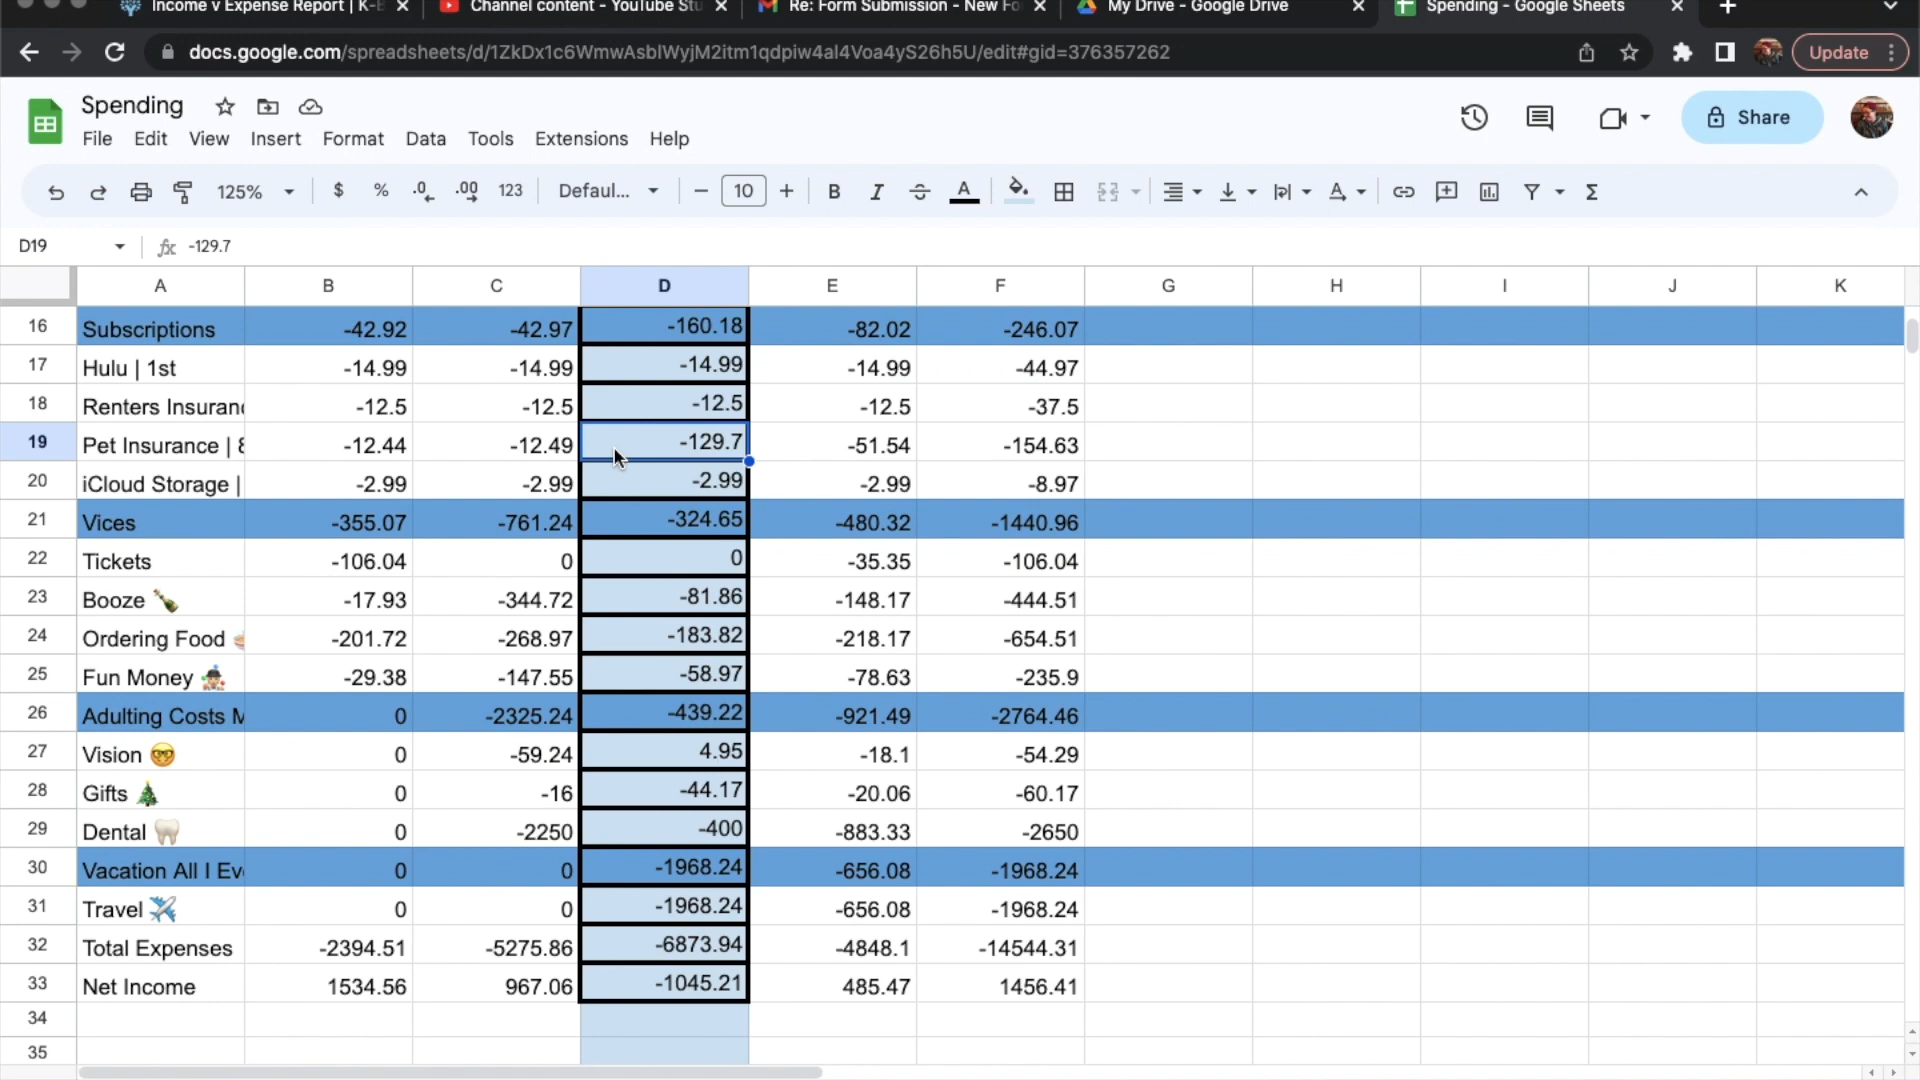 Income v Expense Report | K-E
Channel content - YouTube Stu
Re: Form Submission - New Fo
My Drive - Google Drive
Spending - Google Sheets
docs.google.com/spreadsheets/d/1ZkDx1c6WmwAsblWyjM2itm1qdpiw4al4Voa4yS26h5U/edit#gid=376357262
Update
Spending
Share
File Edit View Insert Format Data Tools Extensions Help
125% $ % .0 .00 123 Defaul... 10 B I S A A Σ
D19 fx -129.7
A B C D E F G H I J K
16 Subscriptions -42.92 -42.97 -160.18 -82.02 -246.07
17 Hulu | 1st -14.99 -14.99 -14.99 -14.99 -44.97
18 Renters Insuran -12.5 -12.5 -12.5 -12.5 -37.5
19 Pet Insurance | 8 -12.44 -12.49 -129.7 -51.54 -154.63
20 iCloud Storage | -2.99 -2.99 -2.99 -2.99 -8.97
21 Vices -355.07 -761.24 -324.65 -480.32 -1440.96
22 Tickets -106.04 0 0 -35.35 -106.04
23 Booze 🍾 -17.93 -344.72 -81.86 -148.17 -444.51
24 Ordering Food -201.72 -268.97 -183.82 -218.17 -654.51
25 Fun Money -29.38 -147.55 -58.97 -78.63 -235.9
26 Adulting Costs M 0 -2325.24 -439.22 -921.49 -2764.46
27 Vision 🤓 0 -59.24 4.95 -18.1 -54.29
28 Gifts 🎄 0 -16 -44.17 -20.06 -60.17
29 Dental 🦷 0 -2250 -400 -883.33 -2650
30 Vacation All I Ev 0 0 -1968.24 -656.08 -1968.24
31 Travel ✈️ 0 0 -1968.24 -656.08 -1968.24
32 Total Expenses -2394.51 -5275.86 -6873.94 -4848.1 -14544.31
33 Net Income 1534.56 967.06 -1045.21 485.47 1456.41
34
35